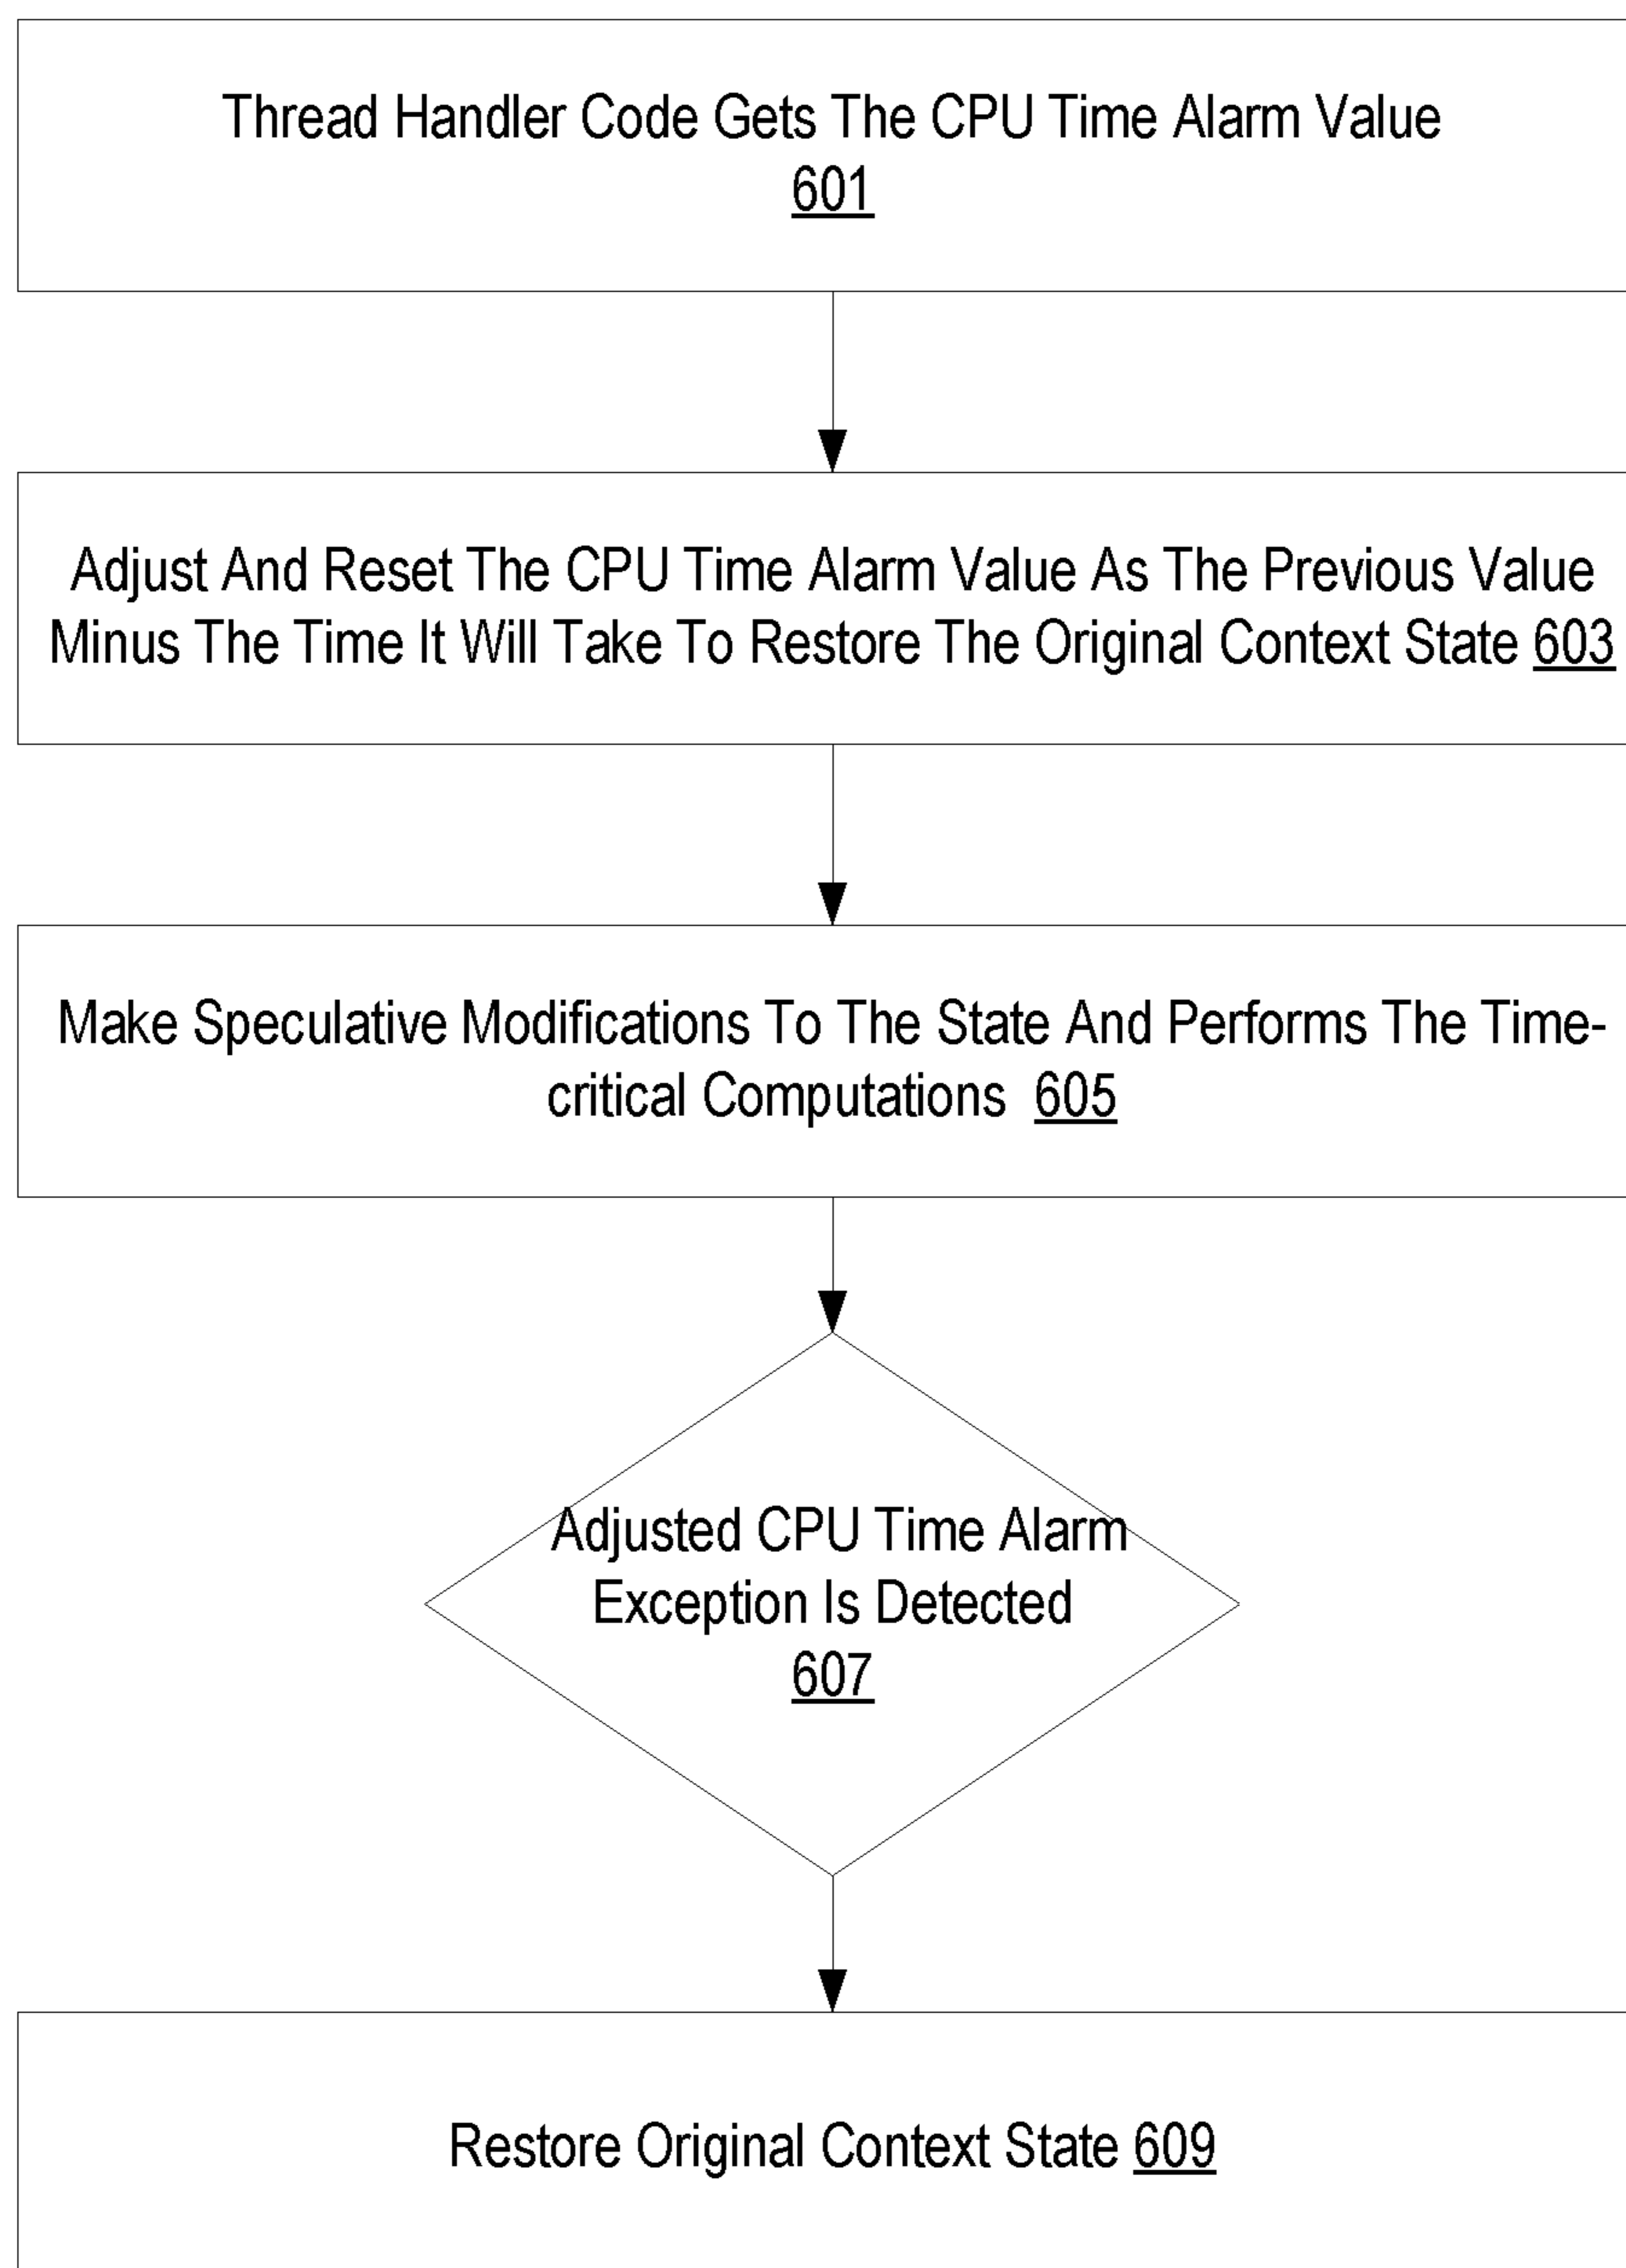 Thread Handler Code Gets The CPU Time Alarm Value
601
Adjust And Reset The CPU Time Alarm Value As The Previous Value
Minus The Time It Will Take To Restore The Original Context State 603
Make Speculative Modifications To The State And Performs The Time-
critical Computations 605
Adjusted CPU Time Alarm
Exception Is Detected
607
Restore Original Context State 609